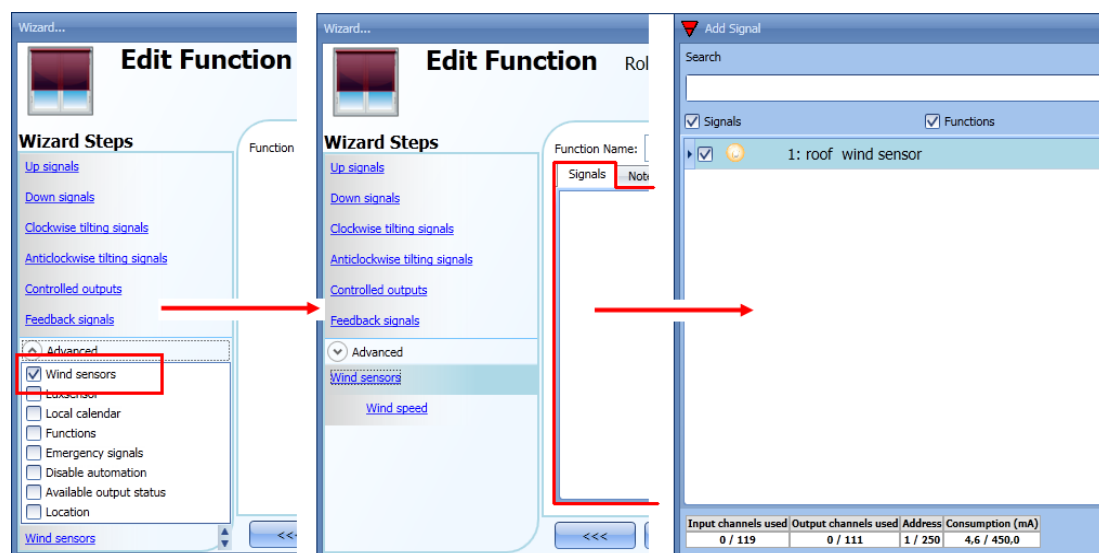 Wizard...
Edit Function
Wizard Steps
Up signals
Down signals
Clockwise tilting signals
Anticlockwise tilting signals
Controlled outputs
Feedback signals
Advanced
Wind sensors
Luxsensor
Local calendar
Functions
Emergency signals
Disable automation
Available output status
Location
Wind sensors
Function
<<<
Wizard...
Edit Function Rol
Wizard Steps
Up signals
Down signals
Clockwise tilting signals
Anticlockwise tilting signals
Controlled outputs
Feedback signals
Advanced
Wind sensors
Wind speed
Function Name:
Signals Note
<<<
Add Signal
Search
Signals Functions
1: roof wind sensor
Input channels used Output channels used Address Consumption (mA)
0 / 119 0 / 111 1 / 250 4,6 / 450,0